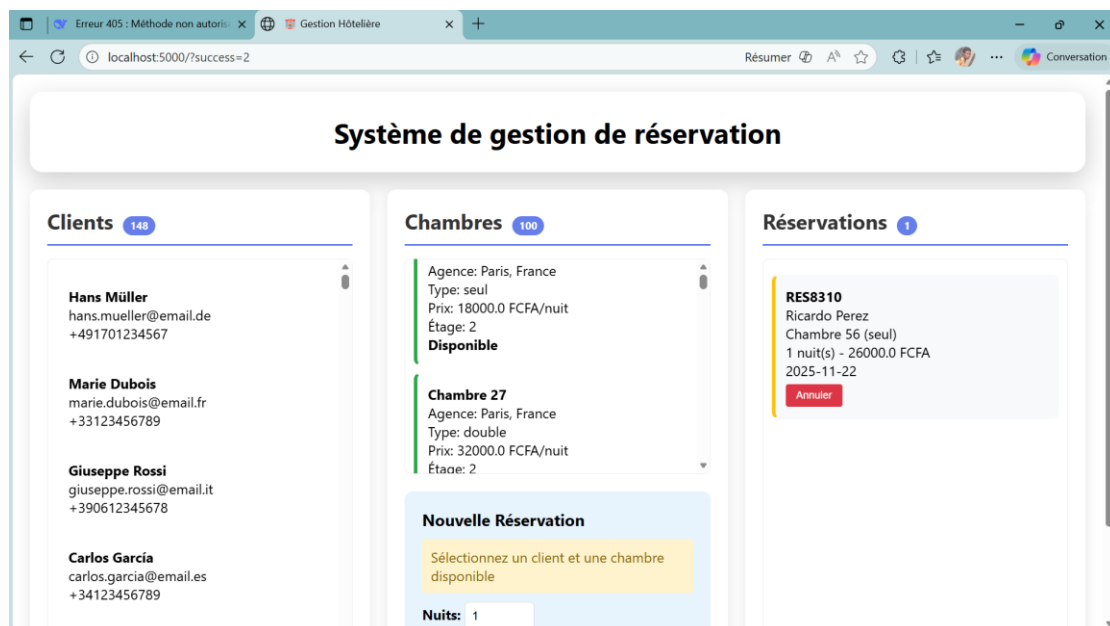 Erreur 405 : Méthode non autoris
Gestion Hôtelière
localhost:5000/?success=2
Résumer
Conversation
Système de gestion de réservation
Clients 148
Hans Müller
hans.mueller@email.de
+491701234567
Marie Dubois
marie.dubois@email.fr
+33123456789
Giuseppe Rossi
giuseppe.rossi@email.it
+390612345678
Carlos García
carlos.garcia@email.es
+34123456789
Chambres 100
Agence: Paris, France
Type: seul
Prix: 18000.0 FCFA/nuit
Étage: 2
Disponible
Chambre 27
Agence: Paris, France
Type: double
Prix: 32000.0 FCFA/nuit
Étage: 2
Nouvelle Réservation
Sélectionnez un client et une chambre
disponible
Nuits: 1
Réservations 1
RES8310
Ricardo Perez
Chambre 56 (seul)
1 nuit(s) - 26000.0 FCFA
2025-11-22
Annuler